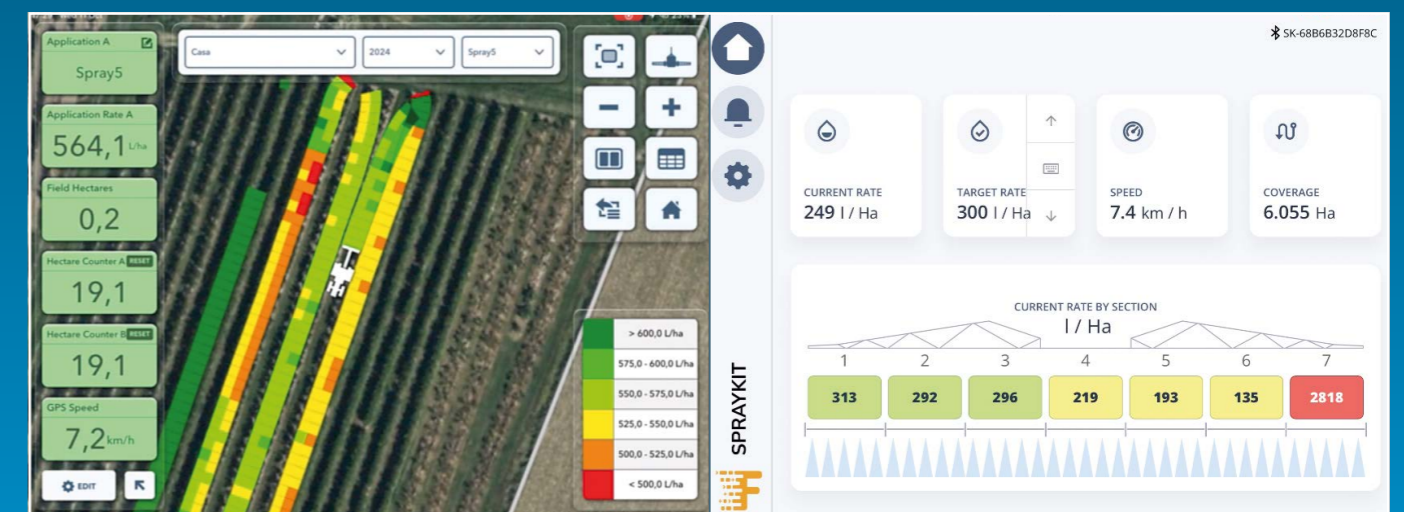 Application A
Spray5
Application Rate A
564,1 L/ha
Field Hectares
0,2
Hectare Counter A RESET
19,1
Hectare Counter B RESET
19,1
GPS Speed
7,2 km/h
EDIT
Casa
2024
Spray5
> 600,0 L/ha
575,0 - 600,0 L/ha
550,0 - 575,0 L/ha
525,0 - 550,0 L/ha
500,0 - 525,0 L/ha
< 500,0 L/ha
SPRAYKIT
SK-68B6B32D8F8C
CURRENT RATE
249 l / Ha
TARGET RATE
300 l / Ha
SPEED
7.4 km / h
COVERAGE
6.055 Ha
CURRENT RATE BY SECTION
l / Ha
1 2 3 4 5 6 7
313 292 296 219 193 135 2818